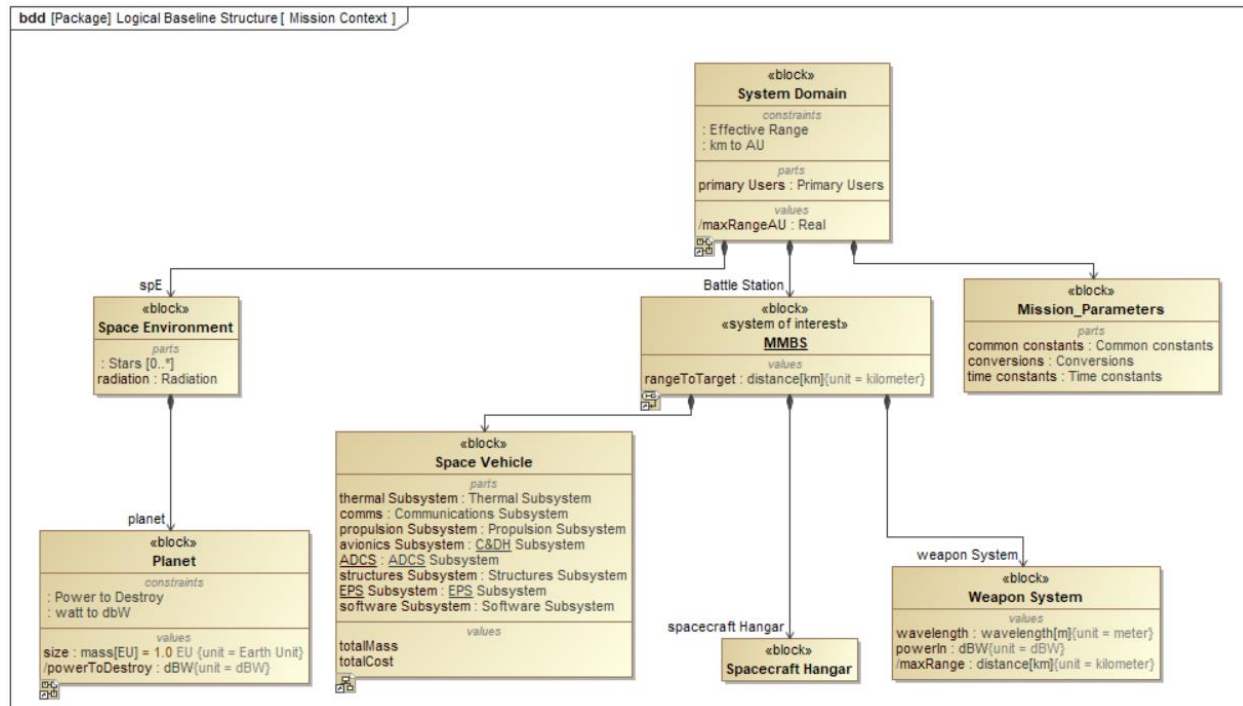 bdd [Package] Logical Baseline Structure [ Mission Context ]
«block»
System Domain
constraints
: Effective Range
: km to AU
parts
primary Users : Primary Users
values
/maxRangeAU : Real
spE
«block»
Space Environment
parts
: Stars [0..*]
radiation : Radiation
Battle Station
«block»
«system of interest»
MMBS
values
rangeToTarget : distance[km]{unit = kilometer}
«block»
Mission_Parameters
parts
common constants : Common constants
conversions : Conversions
time constants : Time constants
«block»
Space Vehicle
parts
thermal Subsystem : Thermal Subsystem
comms : Communications Subsystem
propulsion Subsystem : Propulsion Subsystem
avionics Subsystem : C&DH Subsystem
ADCS : ADCS Subsystem
structures Subsystem : Structures Subsystem
EPS Subsystem : EPS Subsystem
software Subsystem : Software Subsystem
values
totalMass
totalCost
planet
«block»
Planet
constraints
: Power to Destroy
: watt to dbW
values
size : mass[EU] = 1.0 EU {unit = Earth Unit}
/powerToDestroy : dBW{unit = dBW}
spacecraft Hangar
«block»
Spacecraft Hangar
weapon System
«block»
Weapon System
values
wavelength : wavelength[m]{unit = meter}
powerIn : dBW{unit = dBW}
/maxRange : distance[km]{unit = kilometer}